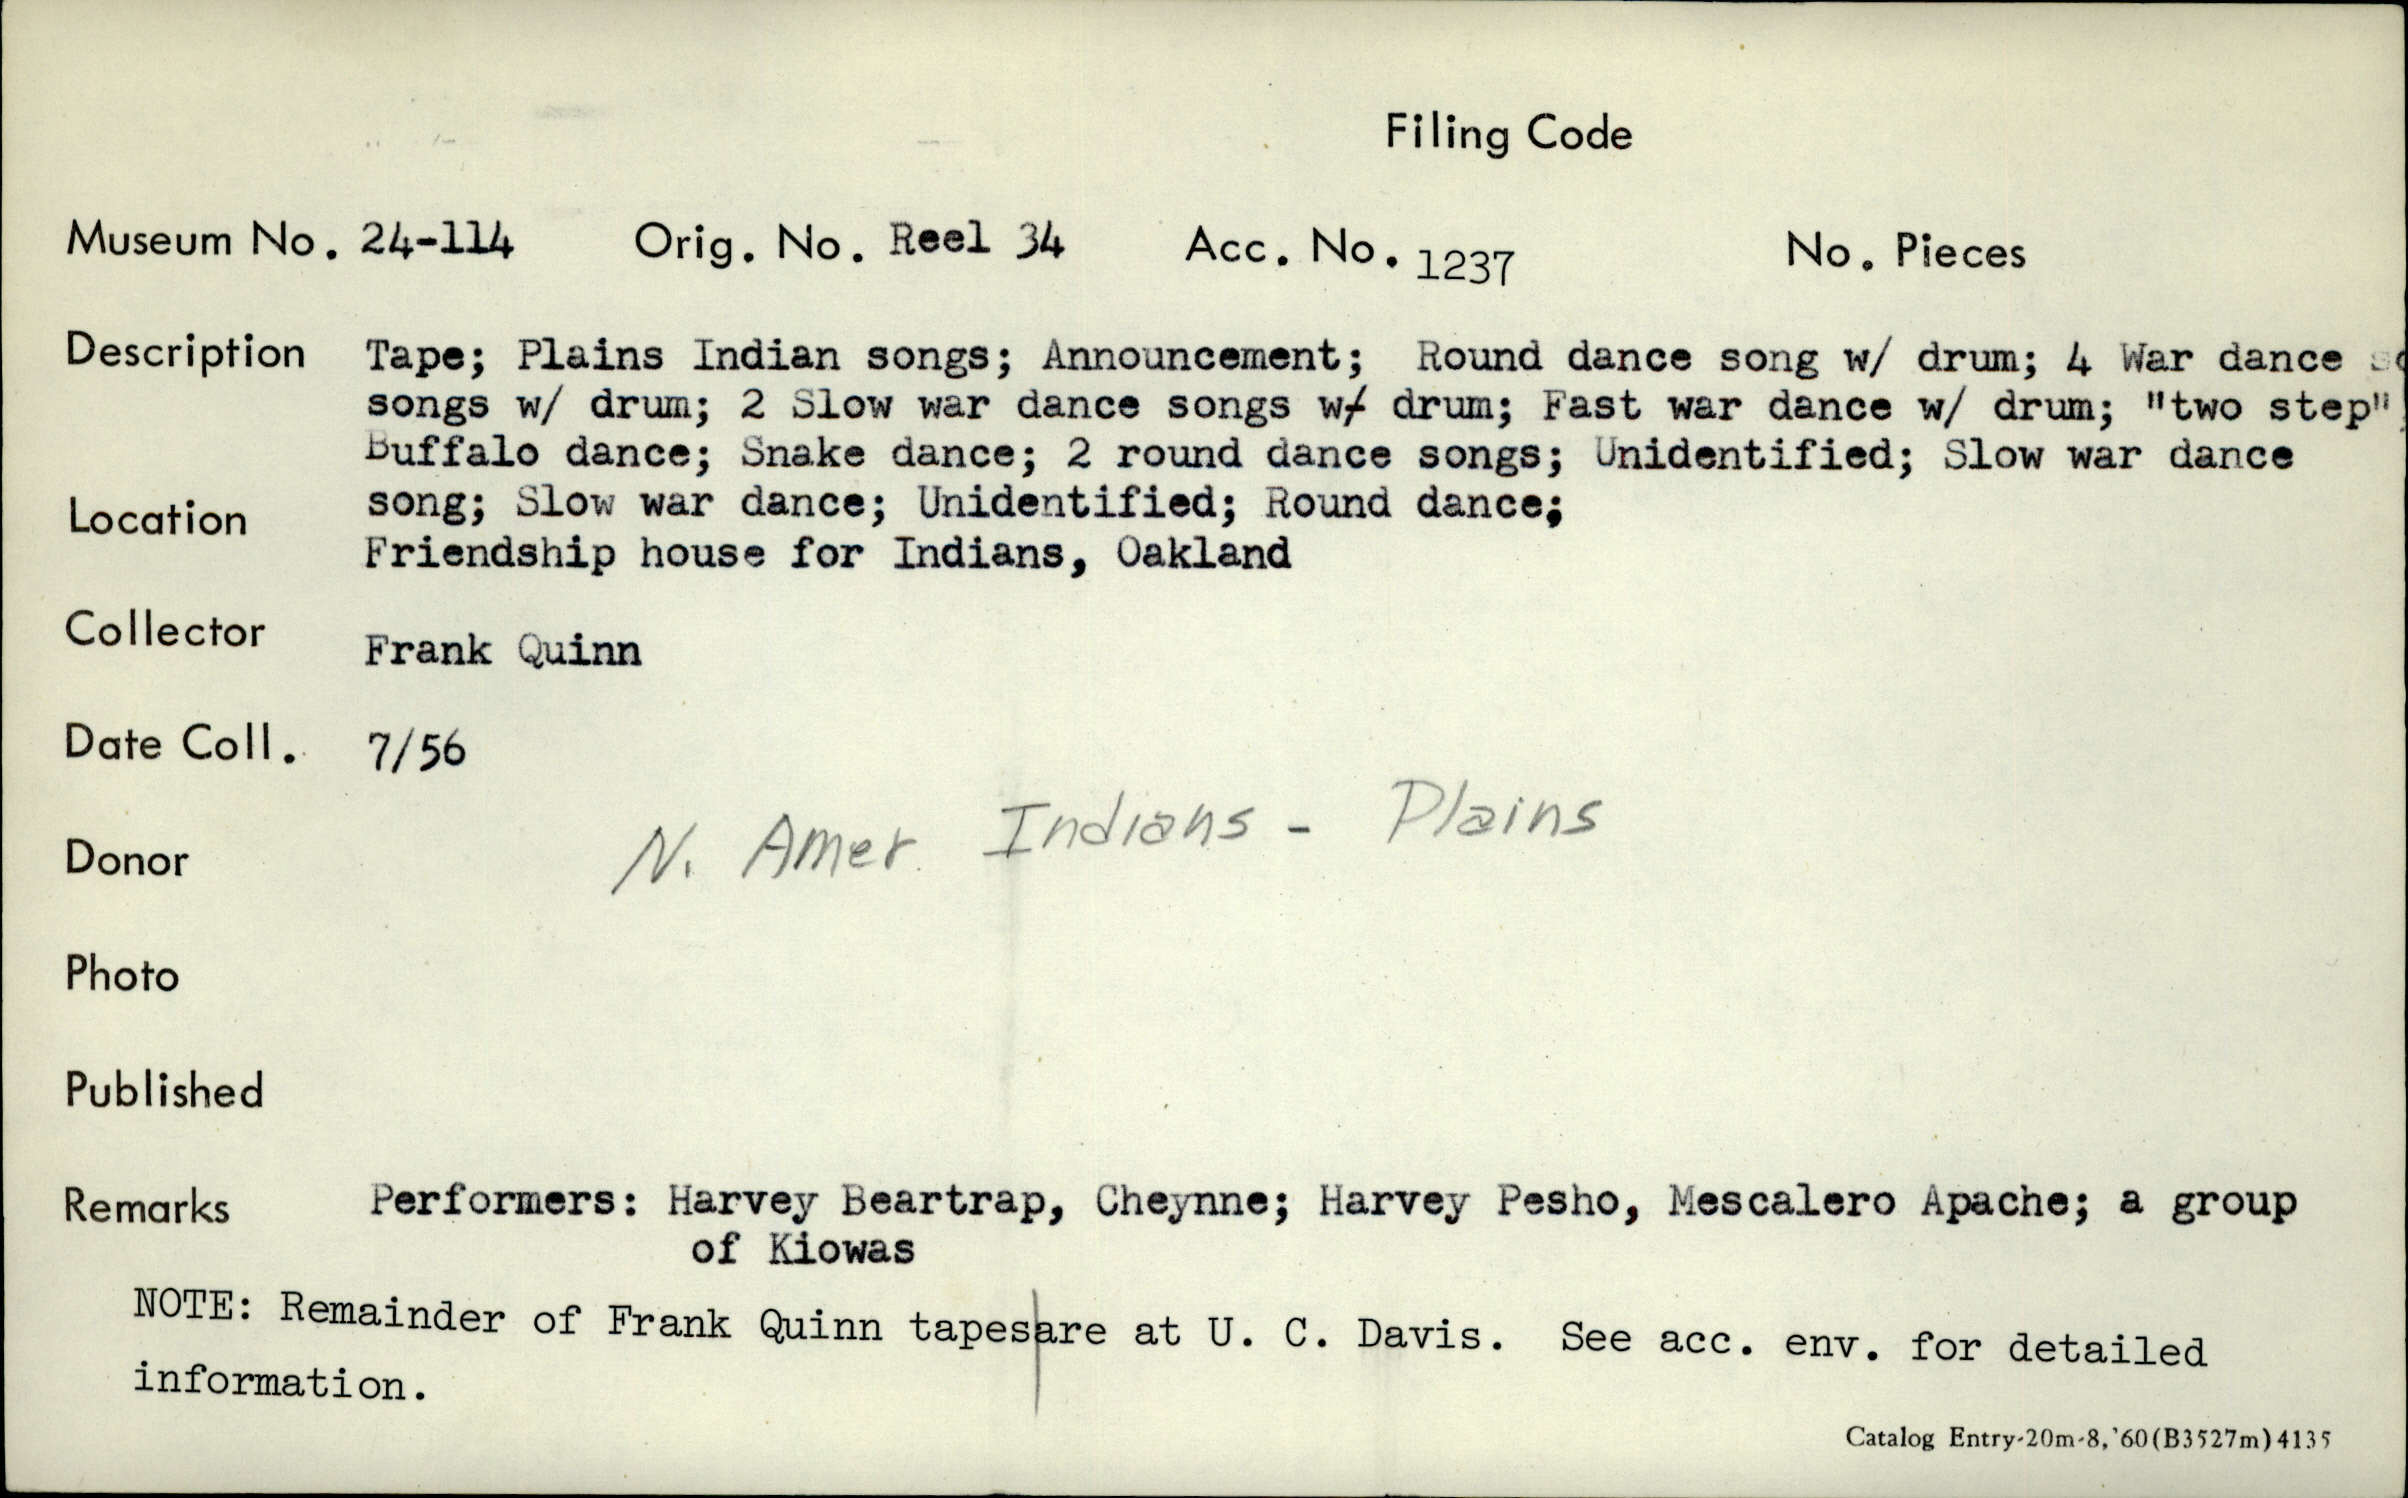 Filing Code
Museum No. 24-114 Orig. No. Reel 34 Acc. No. 1237 No. Pieces
Description Tape; Plains Indian songs; Announcement; Round dance song w/ drum; 4 War dance
songs w/ drum; 2 Slow war dance songs w/ drum; Fast war dance w/ drum; "two step"
Buffalo dance; Snake dance; 2 round dance songs; Unidentified; Slow war dance
song; Slow war dance; Unidentified; Round dance;
Location Friendship house for Indians, Oakland
Collector Frank Quinn
Date Coll. 7/56
N. Amer. Indians - Plains
Donor
Photo
Published
Remarks Performers: Harvey Beartrap, Cheynne; Harvey Pesho, Mescalero Apache; a group
of Kiowas
NOTE: Remainder of Frank Quinn tapes|are at U. C. Davis. See acc. env. for detailed
information.
Catalog Entry-20m-8,'60(B3527m)4135